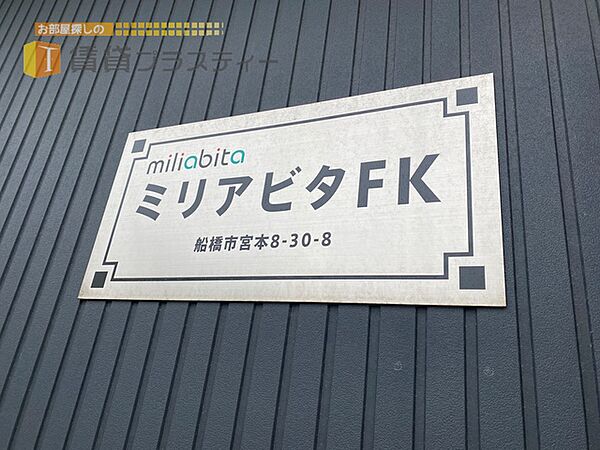 お部屋探しの
賃貸プラスティー
miliabita
ミリアビタFK
船橋市宮本8-30-8